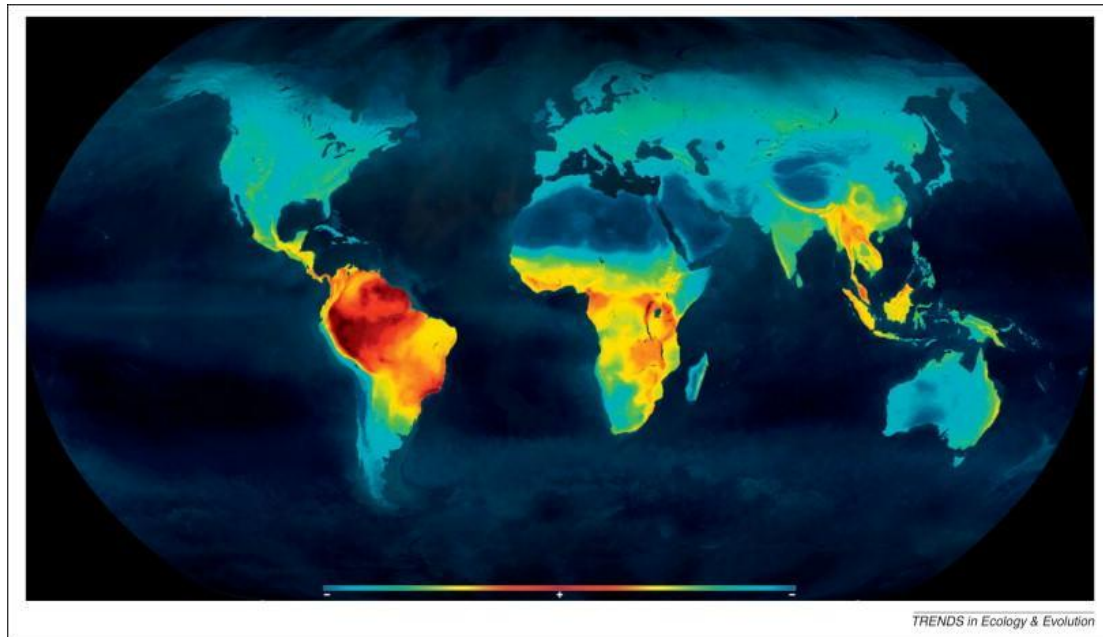 – + –
TRENDS in Ecology & Evolution